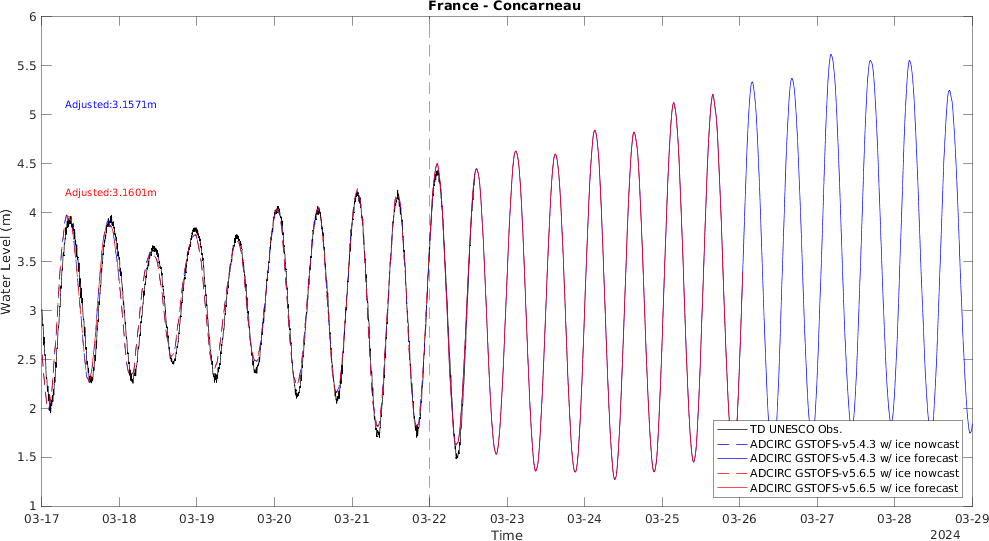 France - Concarneau
6
5.5
5
4.5
4
3.5
3
2.5
2
1.5
1
Water Level (m)
Adjusted:3.1571m
Adjusted:3.1601m
TD UNESCO Obs.
ADCIRC GSTOFS-v5.4.3 w/ ice nowcast
ADCIRC GSTOFS-v5.4.3 w/ ice forecast
ADCIRC GSTOFS-v5.6.5 w/ ice nowcast
ADCIRC GSTOFS-v5.6.5 w/ ice forecast
03-17 03-18 03-19 03-20 03-21 03-22 03-23 03-24 03-25 03-26 03-27 03-28 03-29
Time
2024